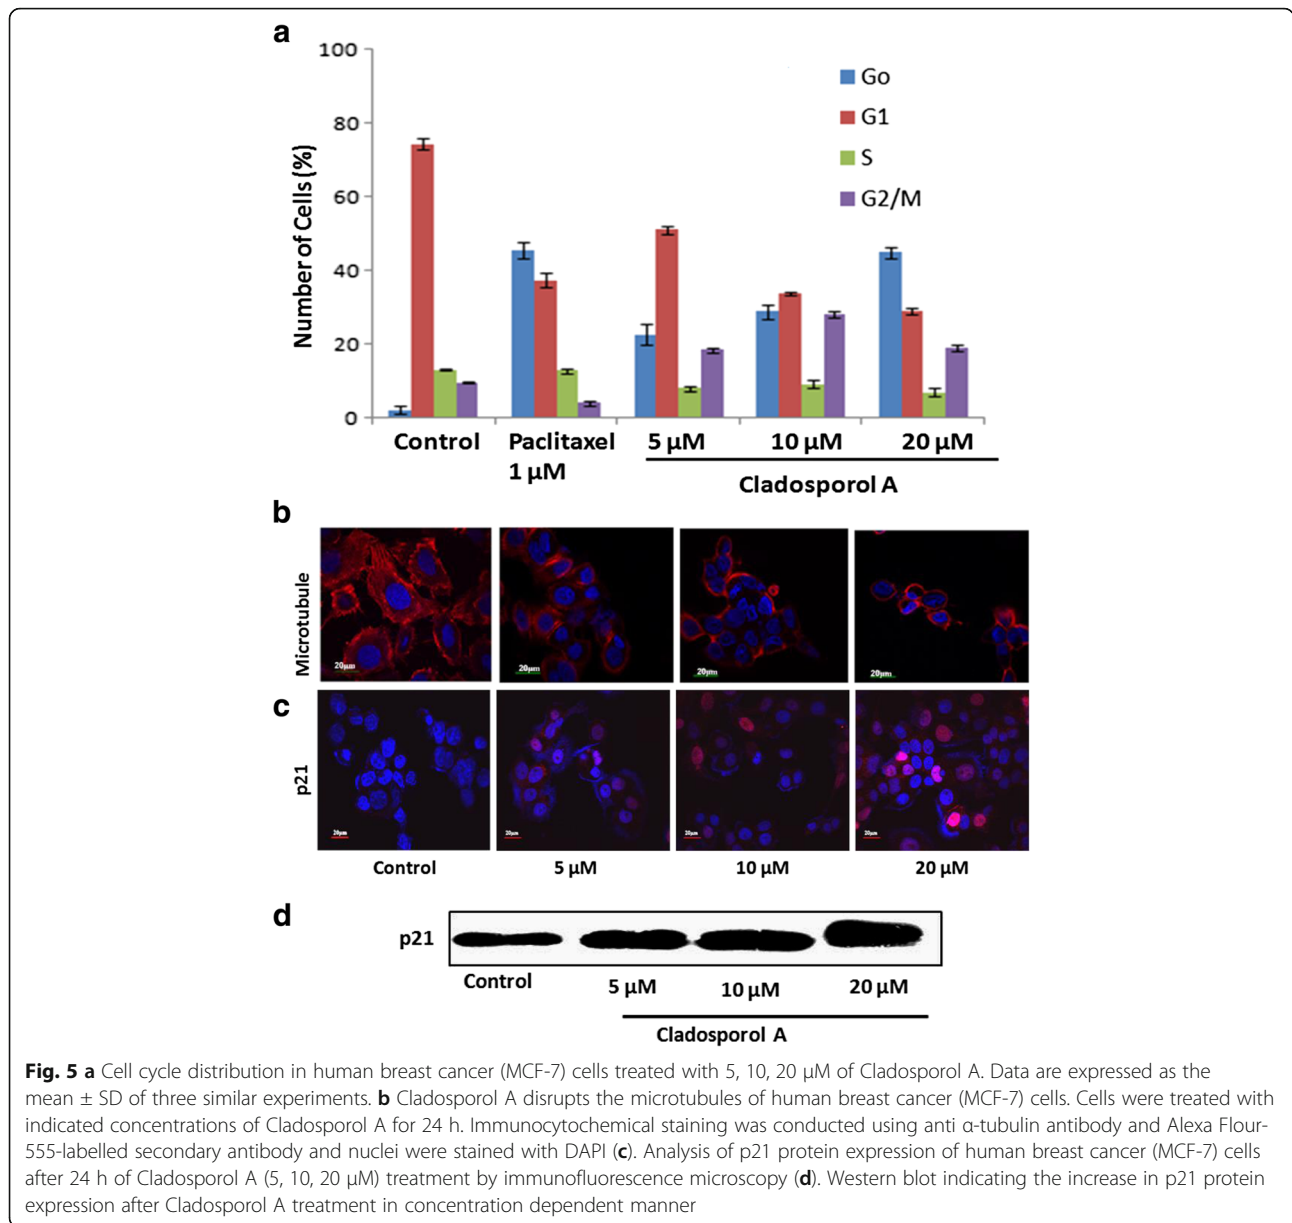 a
100
80
60
40
20
0
Number of Cells (%)
Go
G1
S
G2/M
Control
Paclitaxel
1 µM
5 µM
10 µM
20 µM
Cladosporol A
b
Microtubule
20µm
20µm
20µm
20µm
c
p21
20µm
20µm
20µm
20µm
Control
5 µM
10 µM
20 µM
d
p21
Control
5 µM
10 µM
20 µM
Cladosporol A
Fig. 5 a Cell cycle distribution in human breast cancer (MCF-7) cells treated with 5, 10, 20 µM of Cladosporol A. Data are expressed as the
mean ± SD of three similar experiments. b Cladosporol A disrupts the microtubules of human breast cancer (MCF-7) cells. Cells were treated with
indicated concentrations of Cladosporol A for 24 h. Immunocytochemical staining was conducted using anti α-tubulin antibody and Alexa Flour-
555-labelled secondary antibody and nuclei were stained with DAPI (c). Analysis of p21 protein expression of human breast cancer (MCF-7) cells
after 24 h of Cladosporol A (5, 10, 20 µM) treatment by immunofluorescence microscopy (d). Western blot indicating the increase in p21 protein
expression after Cladosporol A treatment in concentration dependent manner